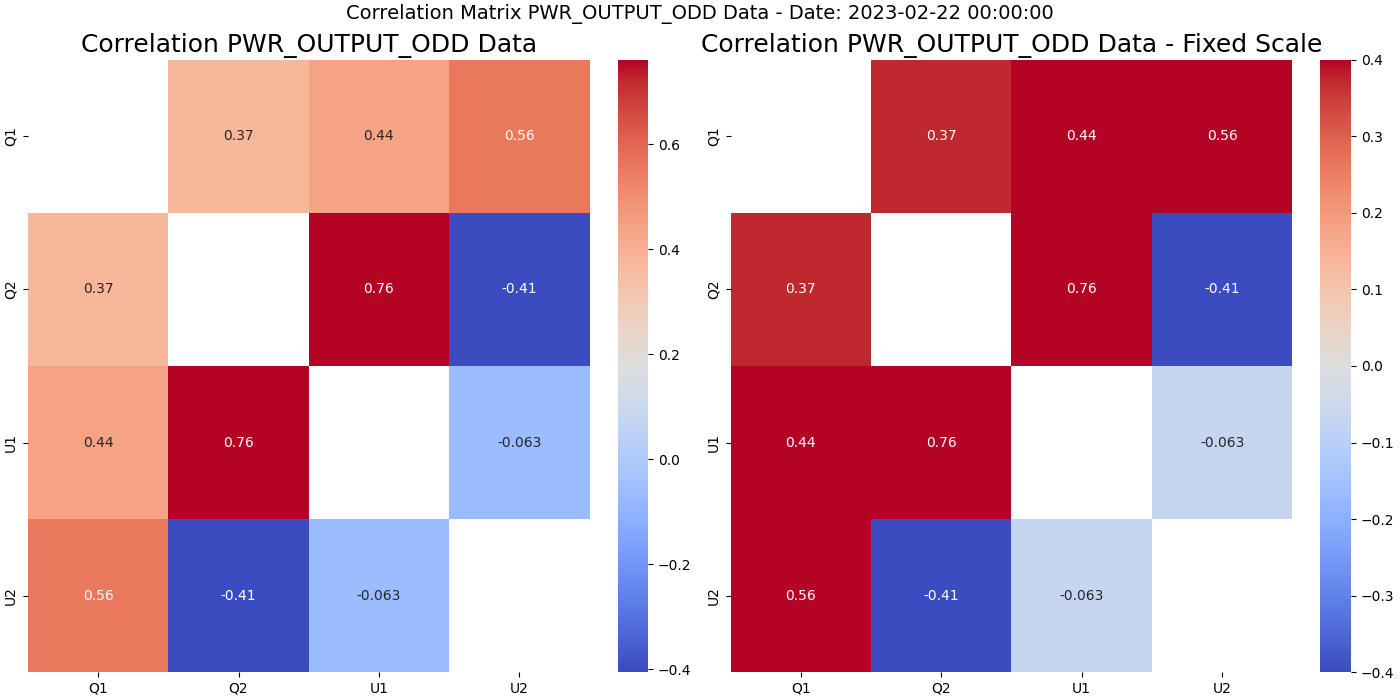 Correlation Matrix PWR_OUTPUT_ODD Data - Date: 2023-02-22 00:00:00
Correlation PWR_OUTPUT_ODD Data
Q1
0.37
0.44
0.56
Q2
0.37
0.76
-0.41
U1
0.44
0.76
-0.063
U2
0.56
-0.41
-0.063
Q1
Q2
U1
U2
0.6
0.4
0.2
0.0
−0.2
−0.4
Correlation PWR_OUTPUT_ODD Data - Fixed Scale
Q1
0.37
0.44
0.56
Q2
0.37
0.76
-0.41
U1
0.44
0.76
-0.063
U2
0.56
-0.41
-0.063
Q1
Q2
U1
U2
0.4
0.3
0.2
0.1
0.0
−0.1
−0.2
−0.3
−0.4